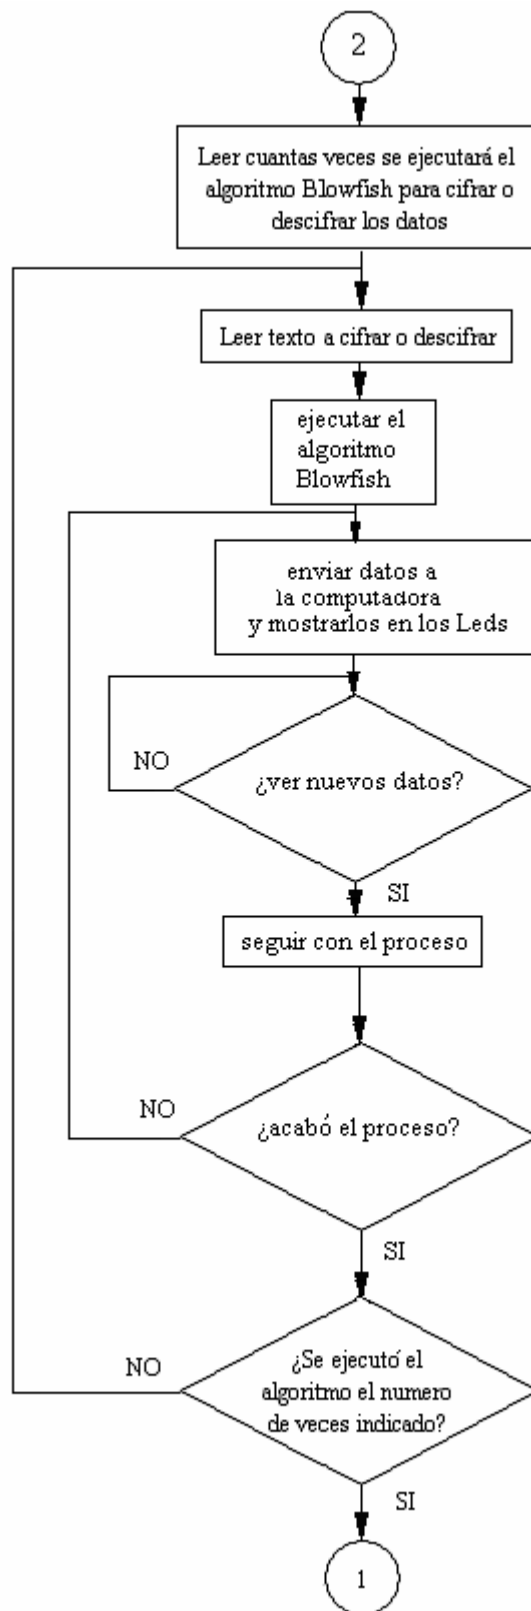 2
Leer cuantas veces se ejecutará el
algoritmo Blowfish para cifrar o
descifrar los datos
Leer texto a cifrar o descifrar
ejecutar el
algoritmo
Blowfish
enviar datos a
la computadora
y mostrarlos en los Leds
NO
¿ver nuevos datos?
SI
seguir con el proceso
NO
¿acabó el proceso?
SI
NO
¿Se ejecutó el
algoritmo el numero
de veces indicado?
SI
1